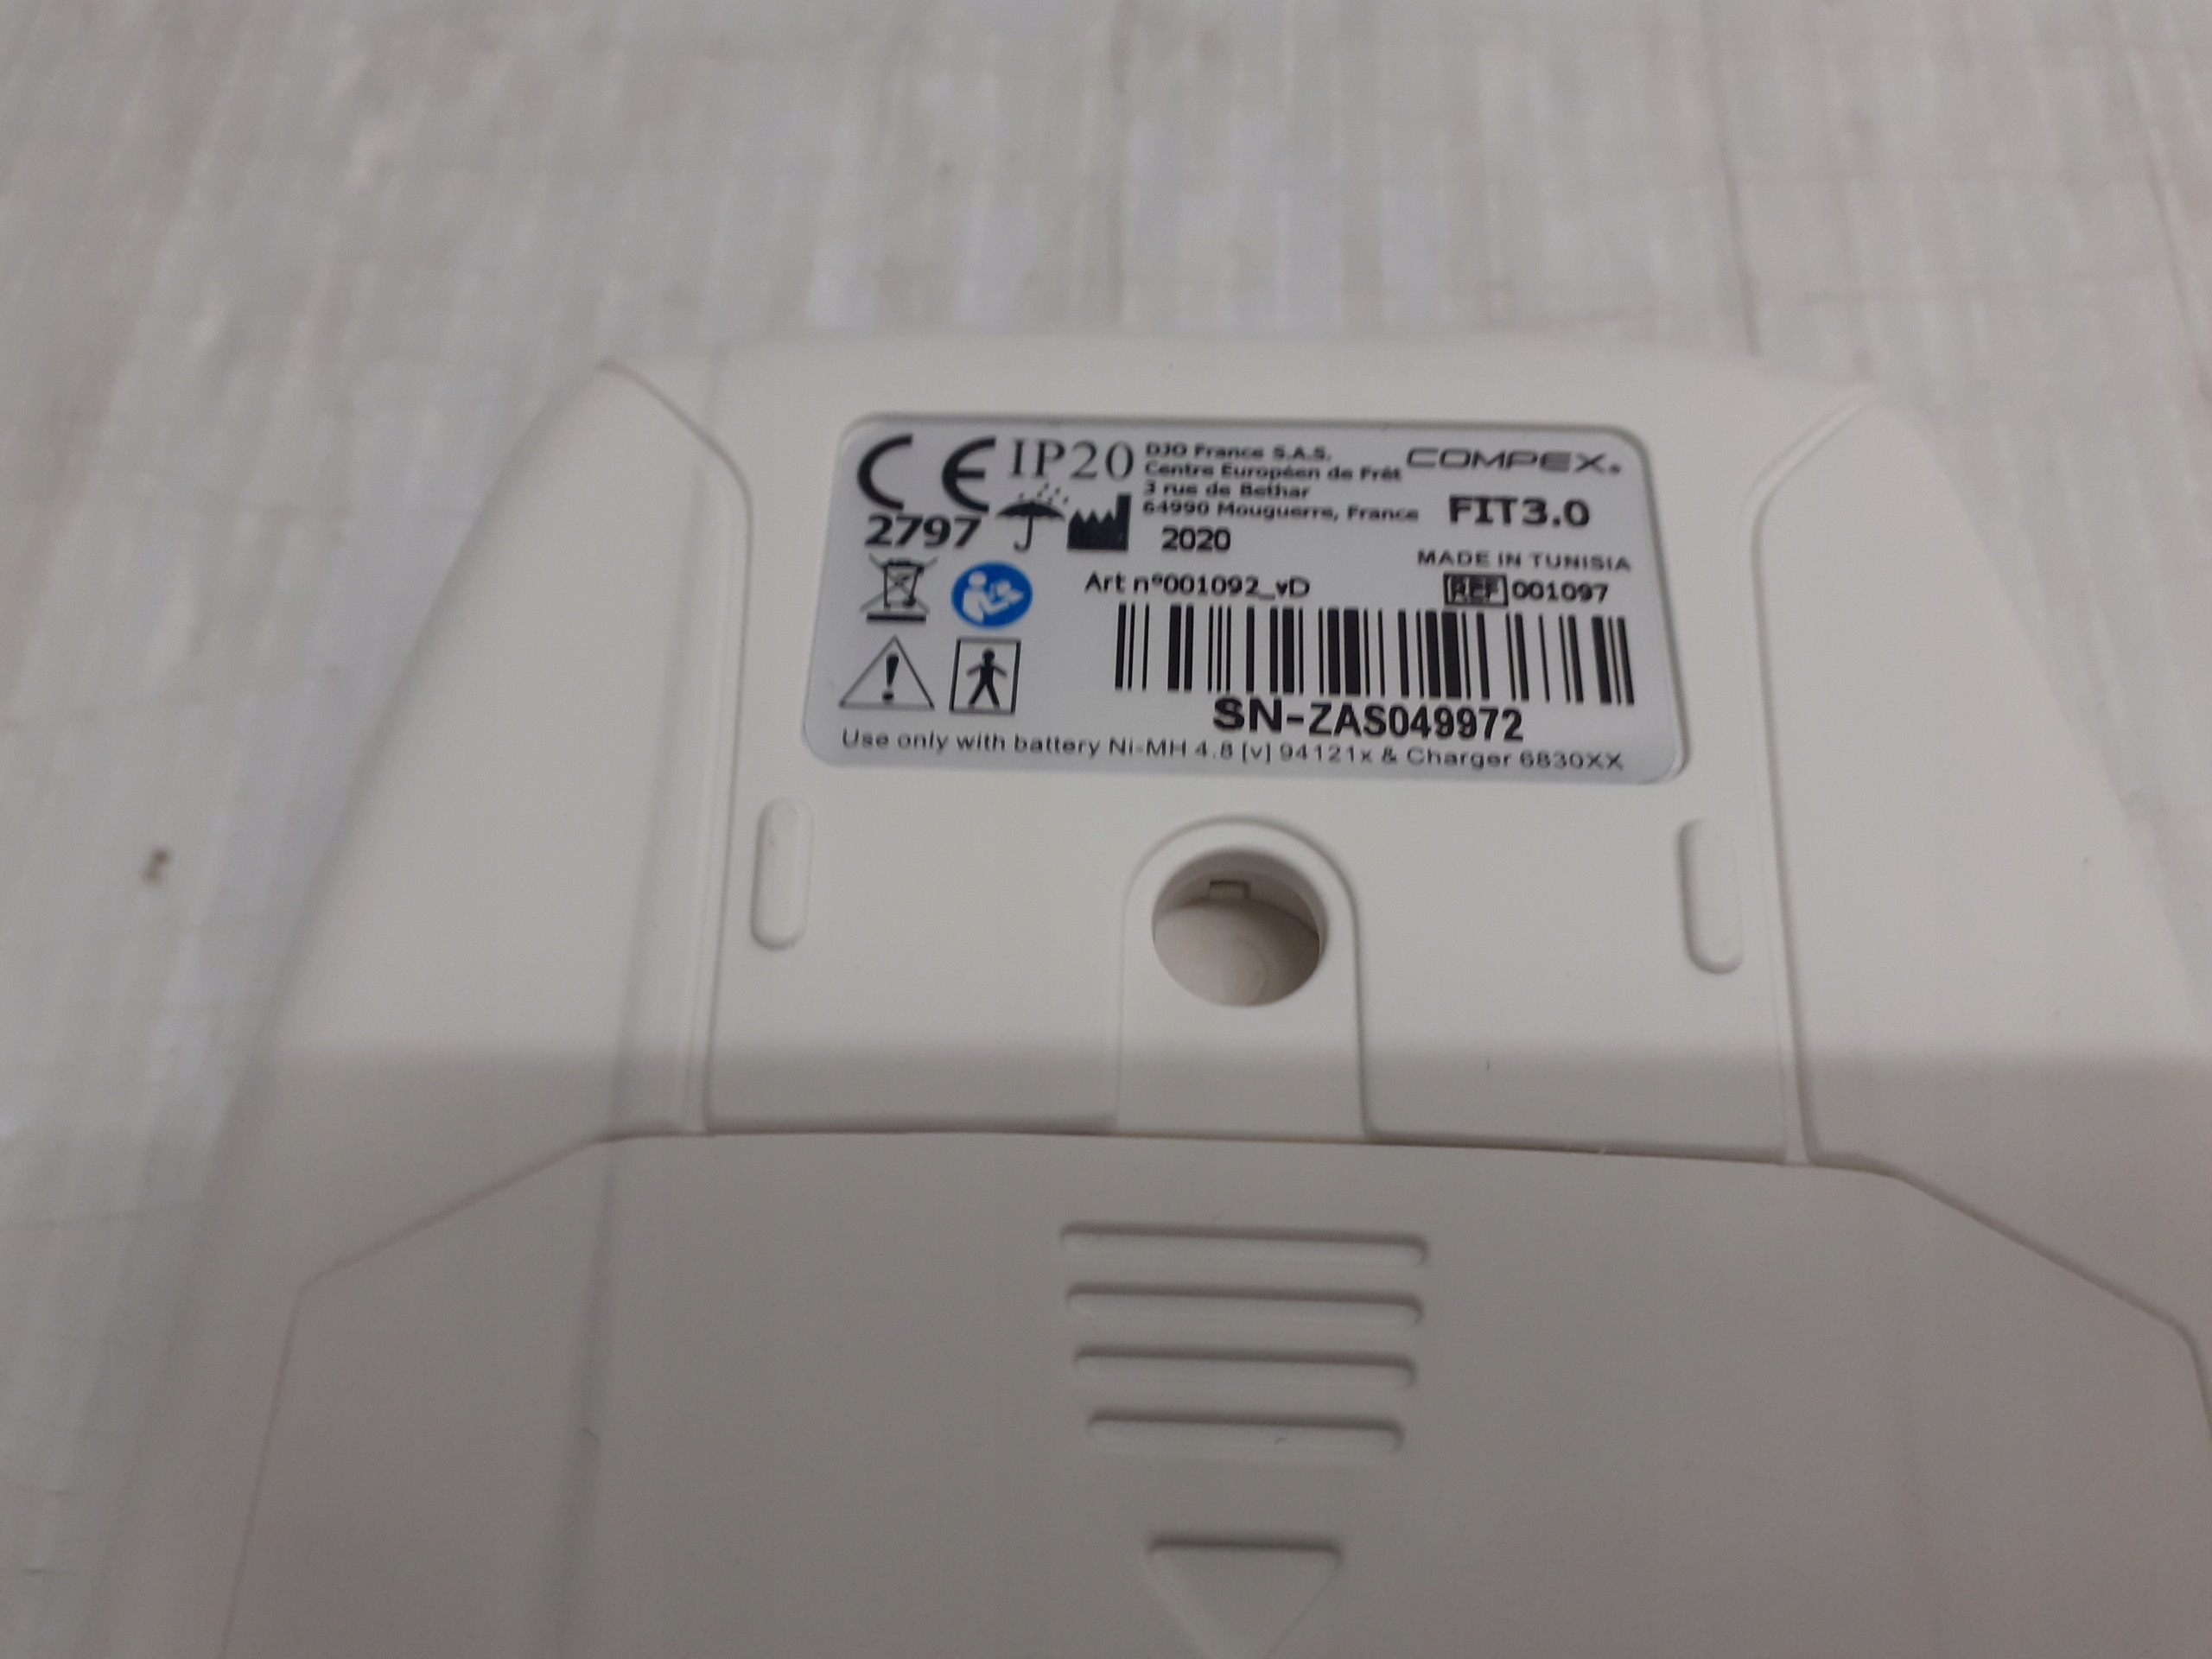 CE IP20
2797
DJO France S.A.S.
Centre Européen de Frêt
3 rue de Bethar
64990 Mouguerre, France
2020
COMPEX®
FIT3.0
MADE IN TUNISIA
Art n°001092_vD
REF 001097
SN-ZAS049972
Use only with battery Ni-MH 4.8 [v] 94121x & Charger 6830XX